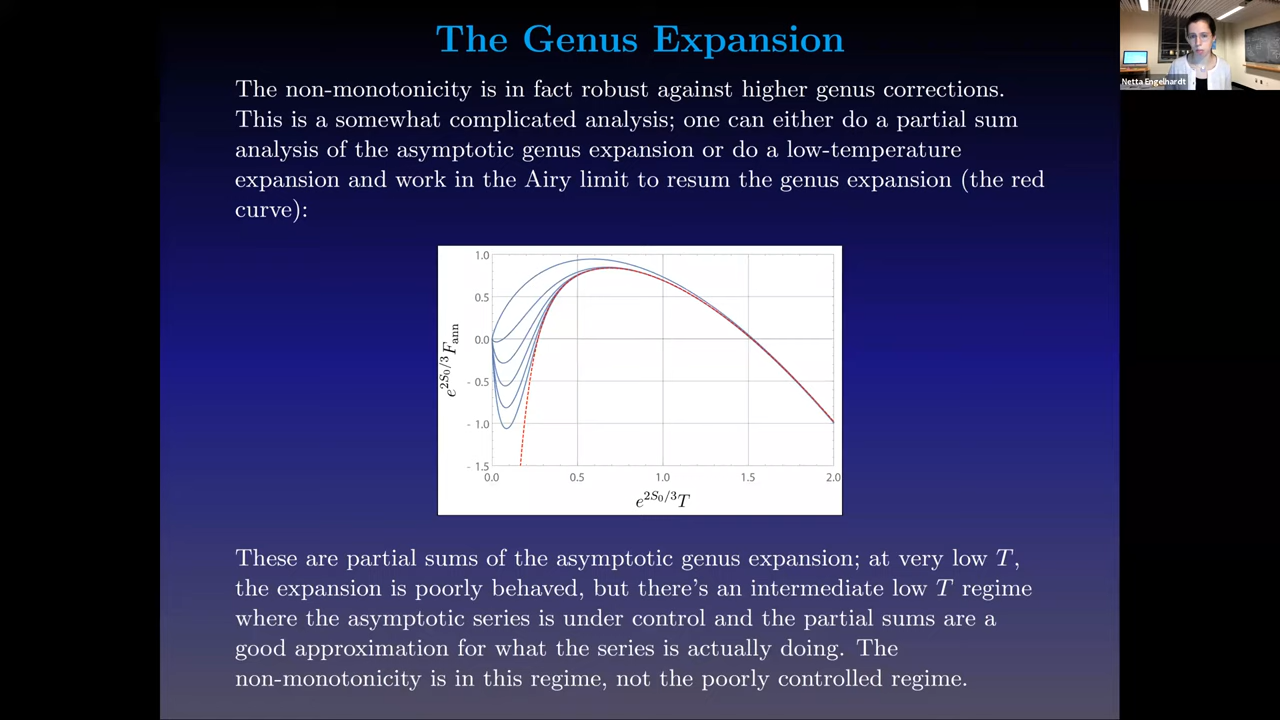 The Genus Expansion
Netta Engelhardt
The non-monotonicity is in fact robust against higher genus corrections.
This is a somewhat complicated analysis; one can either do a partial sum
analysis of the asymptotic genus expansion or do a low-temperature
expansion and work in the Airy limit to resum the genus expansion (the red
curve):
1.0
0.5
0.0
- 0.5
- 1.0
- 1.5
e^{2S_0/3}F_{ann}
0.0 0.5 1.0 1.5 2.0
e^{2S_0/3}T
These are partial sums of the asymptotic genus expansion; at very low T,
the expansion is poorly behaved, but there's an intermediate low T regime
where the asymptotic series is under control and the partial sums are a
good approximation for what the series is actually doing. The
non-monotonicity is in this regime, not the poorly controlled regime.